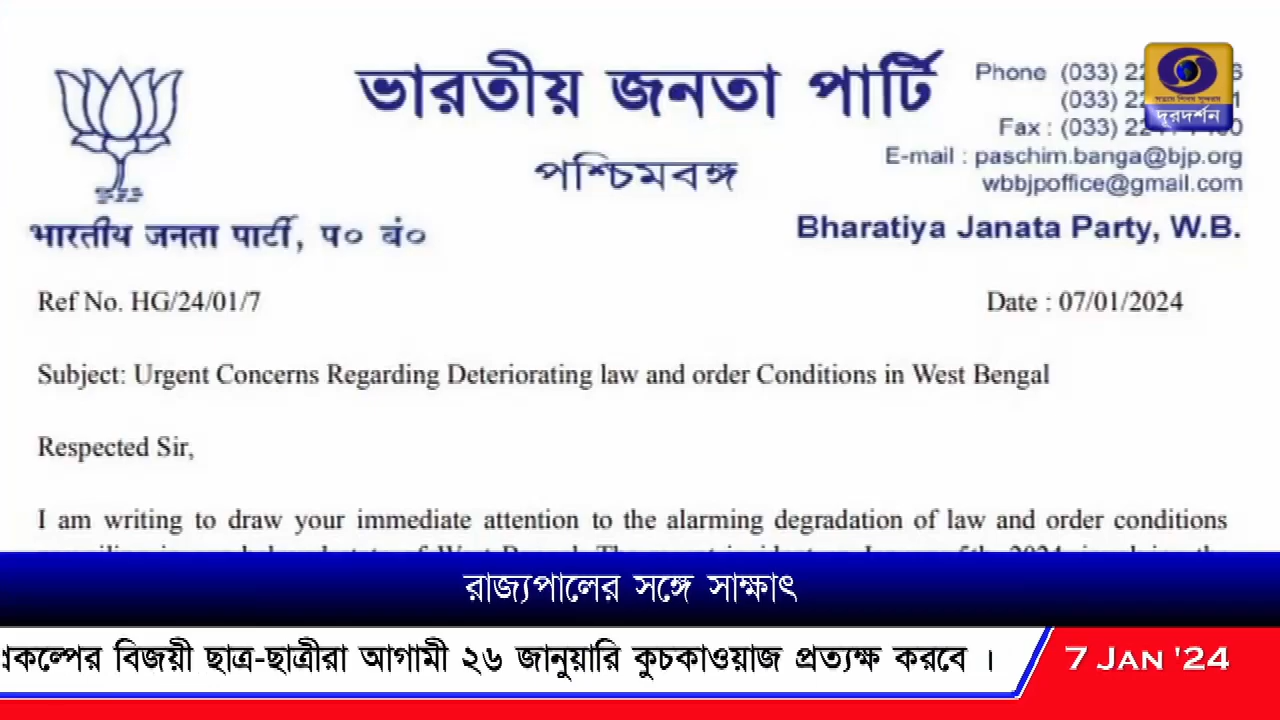 ভারতীয় জনতা পার্টি
পশ্চিমবঙ্গ
Phone (033) 22
(033) 22
Fax : (033) 22
E-mail : paschim.banga@bjp.org
wbbjpoffice@gmail.com
দূরদর্শন
भारतीय जनता पार्टी, प० बं०
Bharatiya Janata Party, W.B.
Ref No. HG/24/01/7
Date : 07/01/2024
Subject: Urgent Concerns Regarding Deteriorating law and order Conditions in West Bengal
Respected Sir,
I am writing to draw your immediate attention to the alarming degradation of law and order conditions
রাজ্যপালের সঙ্গে সাক্ষাৎ
বিজয়ী ছাত্র-ছাত্রীরা আগামী ২৬ জানুয়ারি কুচকাওয়াজ প্রত্যক্ষ করবে ।
7 JAN '24